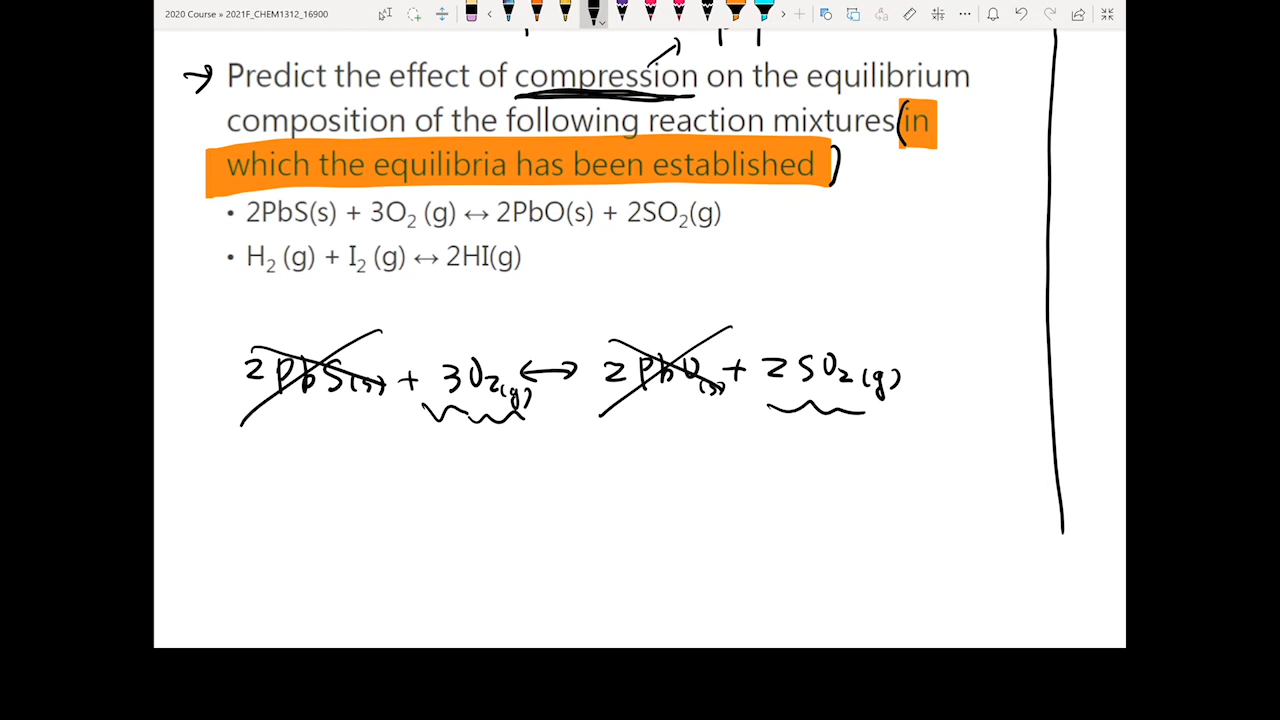 2020 Course » 2021F_CHEM1312_16900
→ Predict the effect of compression on the equilibrium
composition of the following reaction mixtures (in
which the equilibria has been established)
• 2PbS(s) + 3O₂ (g) ↔ 2PbO(s) + 2SO₂(g)
• H₂ (g) + I₂ (g) ↔ 2HI(g)
2PbS(s) + 3O₂(g) ↔ 2PbO(s) + 2SO₂(g)